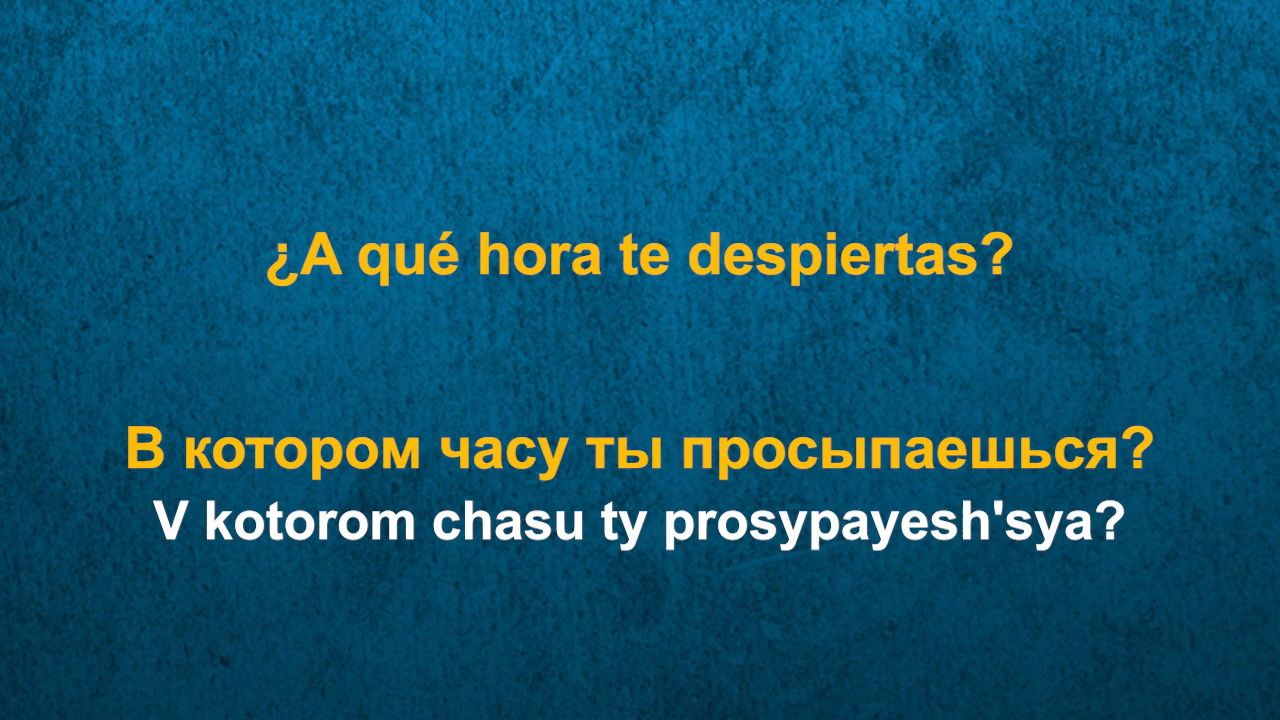 ¿A qué hora te despiertas?
В котором часу ты просыпаешься?
V kotorom chasu ty prosypayesh'sya?